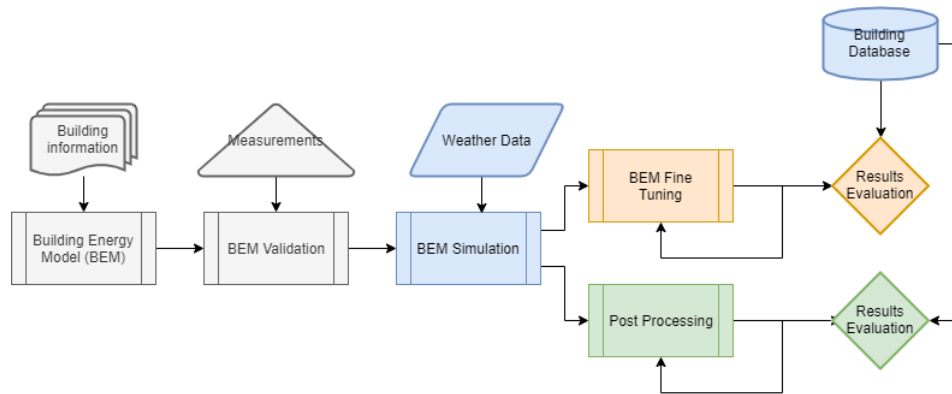 Building
Database
Building
information
Measurements
Weather Data
BEM Fine
Tuning
Results
Evaluation
Building Energy
Model (BEM)
BEM Validation
BEM Simulation
Post Processing
Results
Evaluation